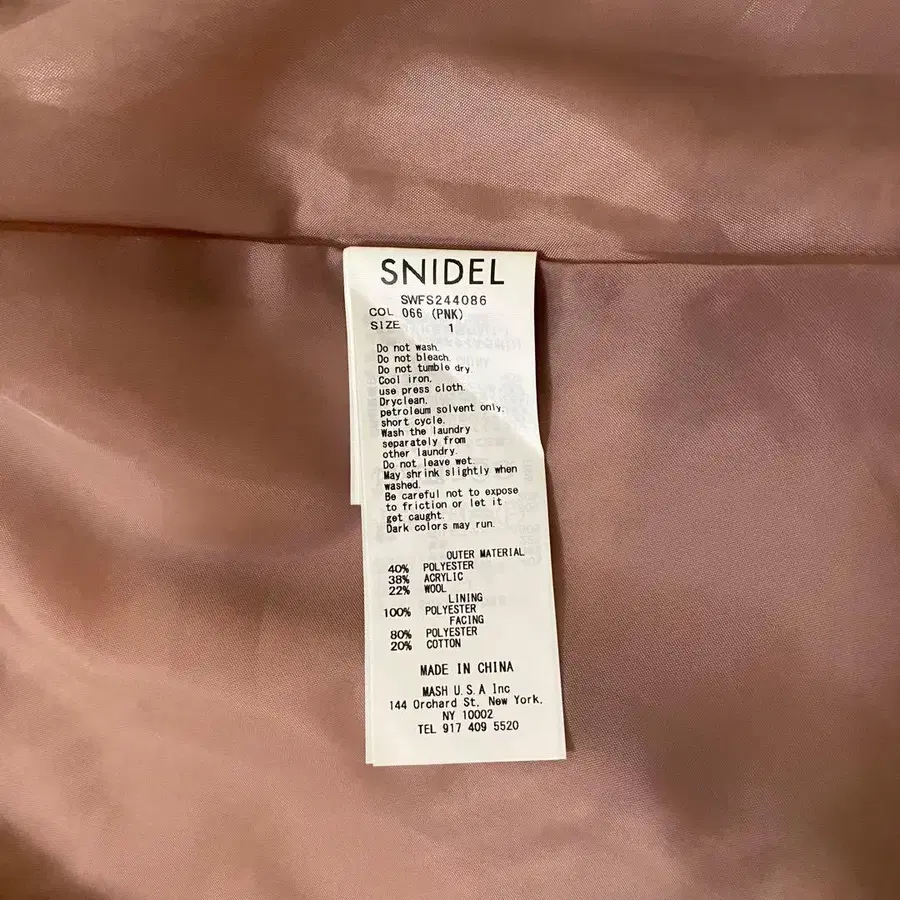 SNIDEL
SWFS244086
COL 066 (PNK)
SIZE 1
Do not wash.
Do not bleach.
Do not tumble dry.
Cool iron.
use press cloth.
Dryclean.
petroleum solvent only.
short cycle.
Wash the laundry
separately from
other laundry.
Do not leave wet.
May shrink slightly when
washed.
Be careful not to expose
to friction or let it
get caught.
Dark colors may run.
OUTER MATERIAL
40% POLYESTER
38% ACRYLIC
22% WOOL
LINING
100% POLYESTER
FACING
80% POLYESTER
20% COTTON
MADE IN CHINA
MASH U.S.A Inc
144 Orchard St. New York.
NY 10002
TEL 917 409 5520